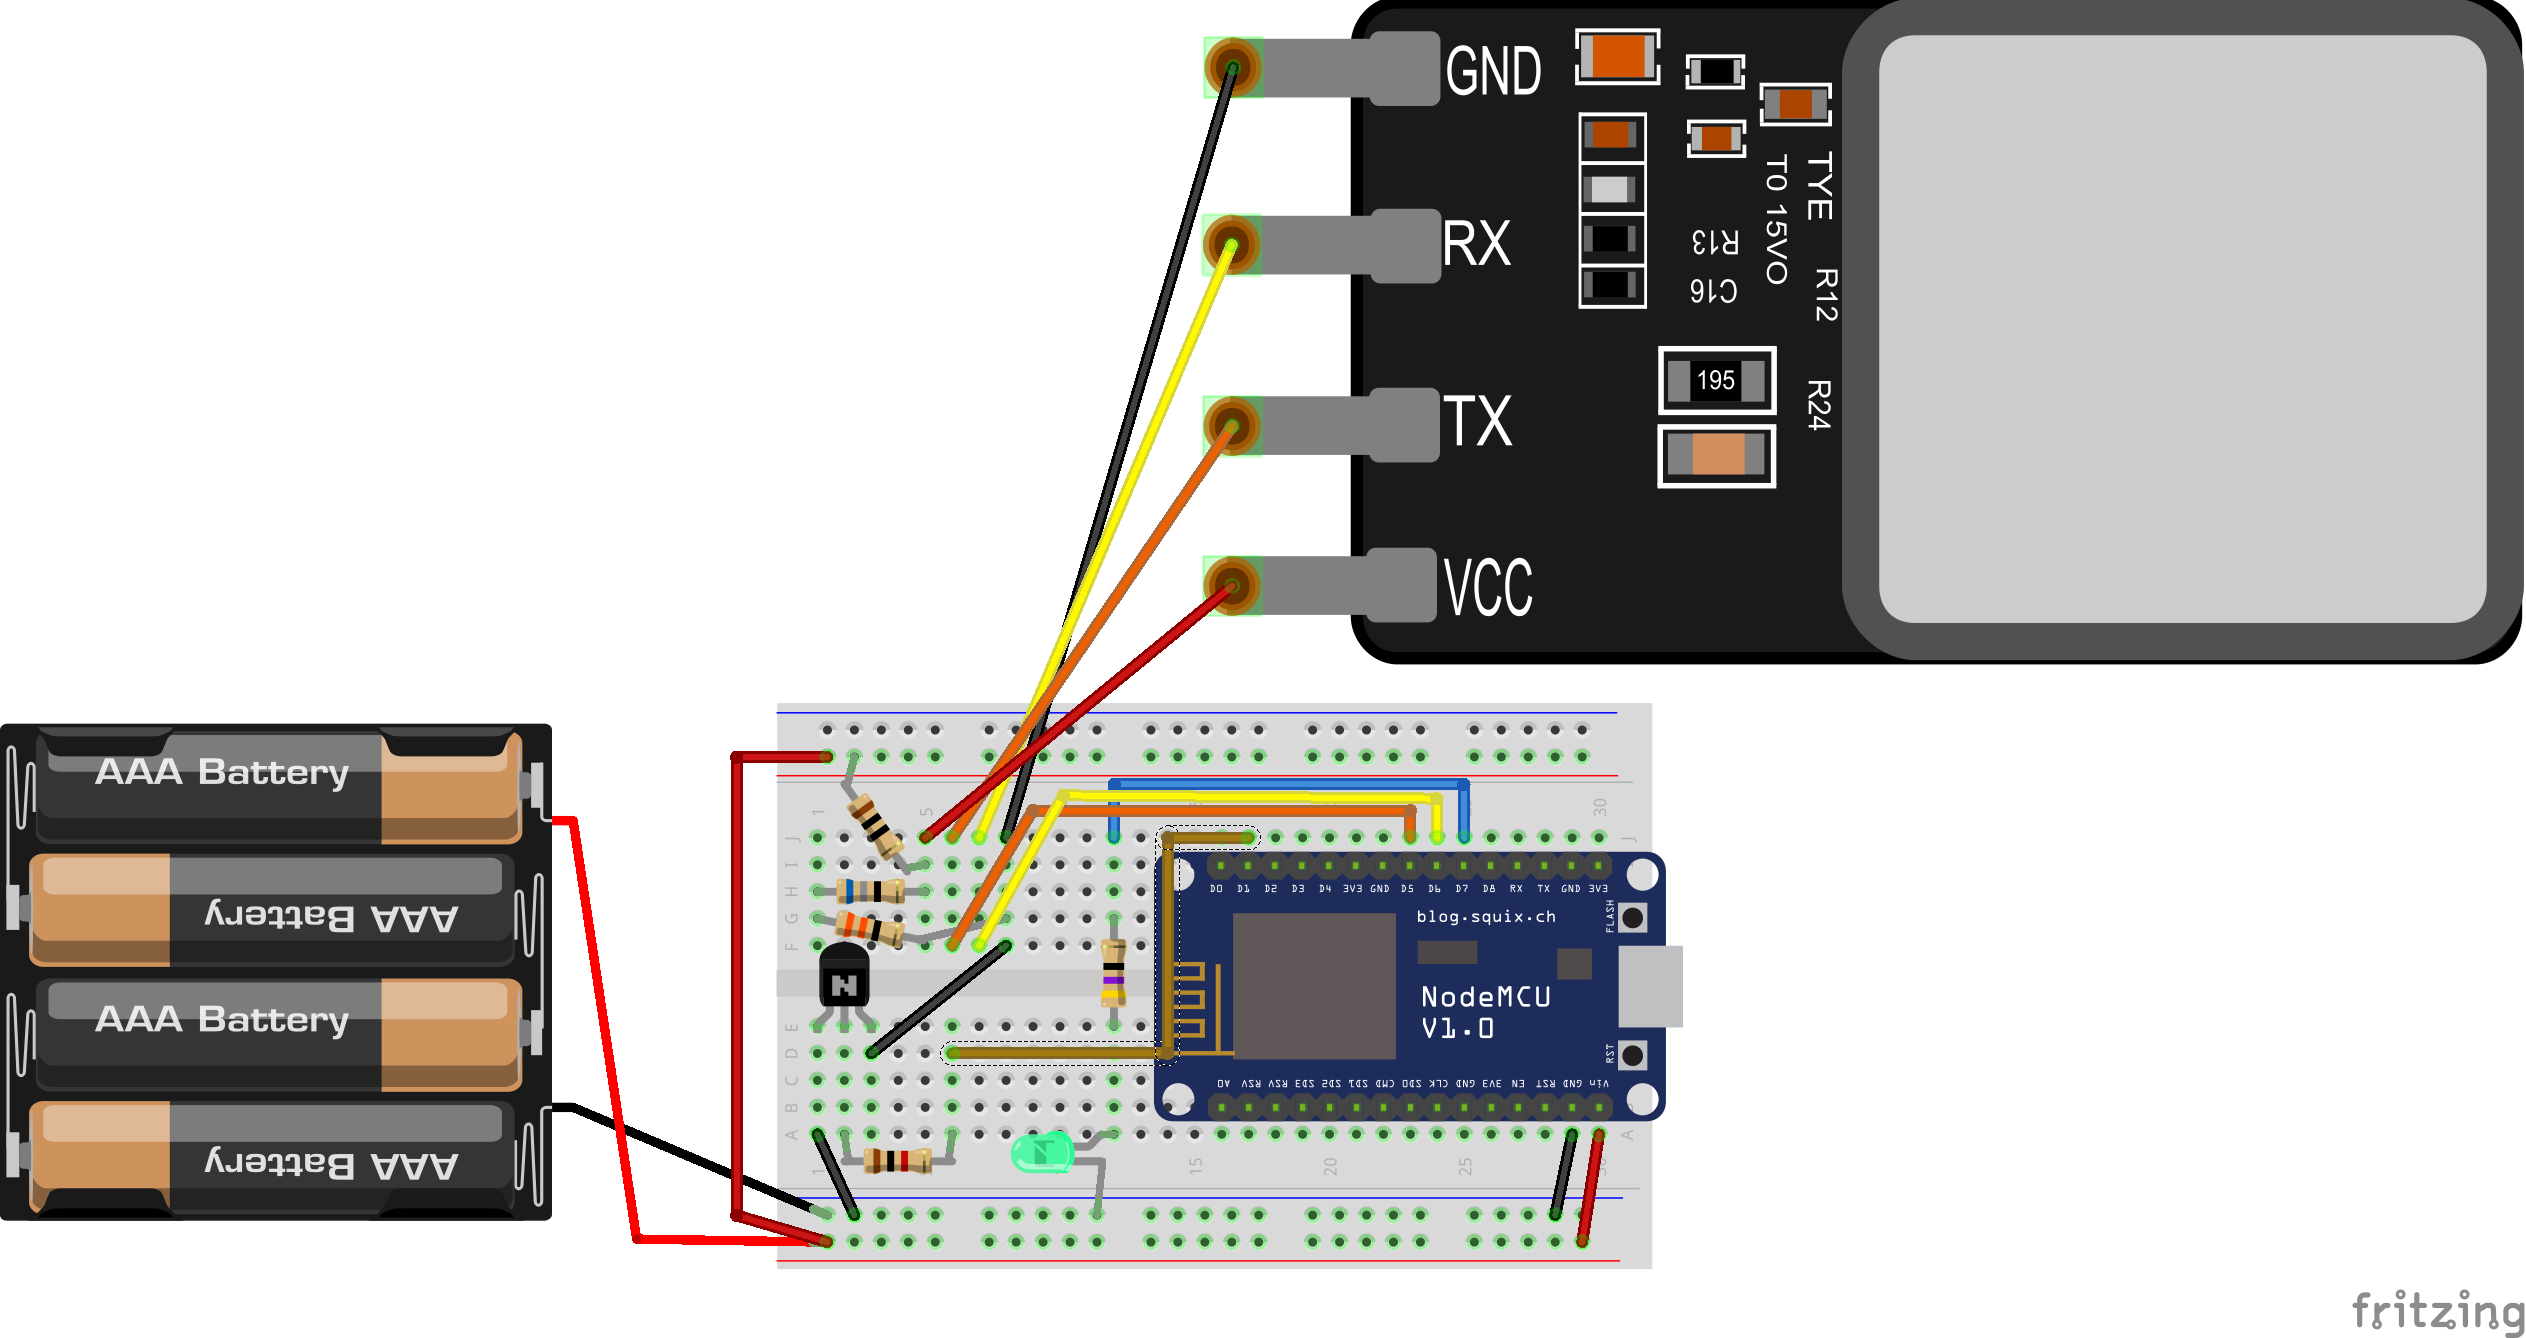 GND
RX
TX
VCC
TYE
T0 15VO
R13
C16
R12
R24
195
AAA Battery
AAA Battery
AAA Battery
AAA Battery
1 5 30
J J
I
H
G
F
E
D
C
B
A A
1 15 20 25 30
D0 D1 D2 D3 D4 3V3 GND D5 D6 D7 D8 RX TX GND 3V3
blog.squix.ch
FLASH
NodeMCU
V1.0
RST
A0 RSV RSV SD3 SD2 SD1 CMD SD0 CLK GND 3V3 EN RST GND Vin
fritzing